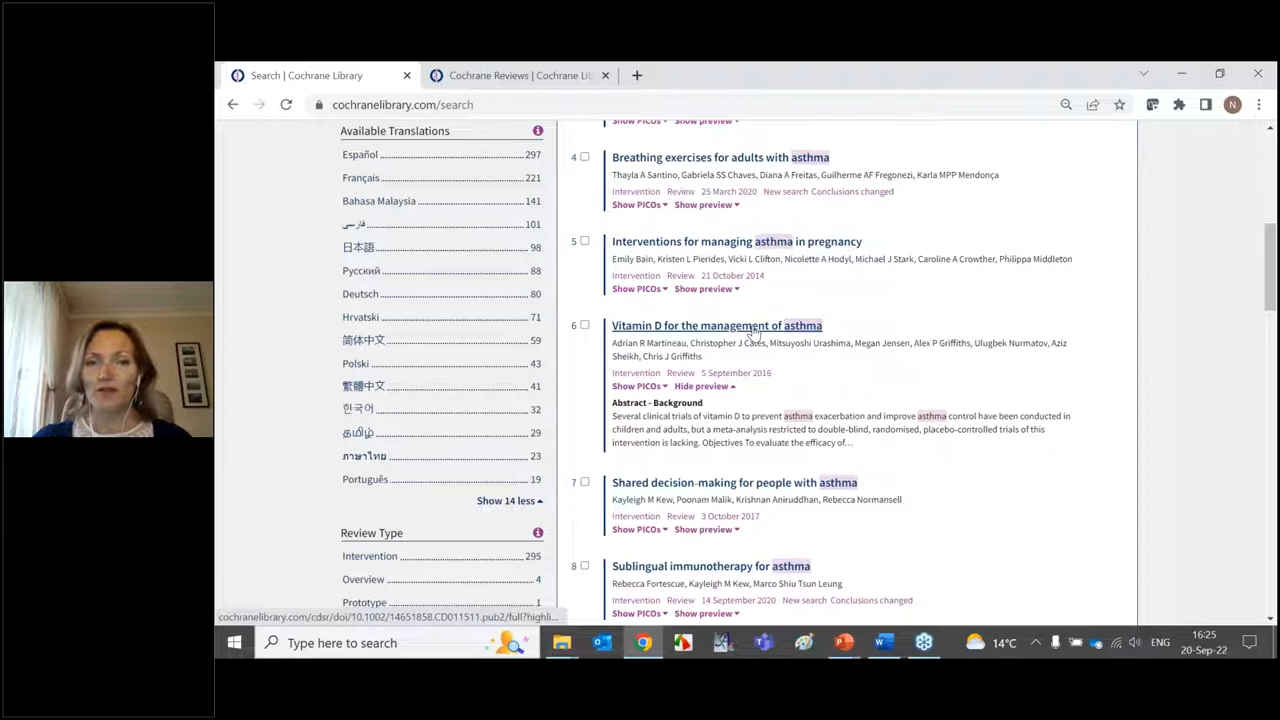 Search | Cochrane Library
Cochrane Reviews | Cochrane Lib
cochranelibrary.com/search
N
Available Translations
Español 297
Français 221
Bahasa Malaysia 141
فارسی 101
日本語 98
Русский 88
Deutsch 80
Hrvatski 71
简体中文 59
Polski 43
繁體中文 41
한국어 32
தமிழ் 29
ภาษาไทย 23
Português 19
Show 14 less
Review Type
Intervention 295
Overview 4
Prototype 1
Show PICOs Show preview
4 Breathing exercises for adults with asthma
Thayla A Santino, Gabriela SS Chaves, Diana A Freitas, Guilherme AF Fregonezi, Karla MPP Mendonça
Intervention Review 25 March 2020 New search Conclusions changed
Show PICOs Show preview
5 Interventions for managing asthma in pregnancy
Emily Bain, Kristen L Pierides, Vicki L Clifton, Nicolette A Hodyl, Michael J Stark, Caroline A Crowther, Philippa Middleton
Intervention Review 21 October 2014
Show PICOs Show preview
6 Vitamin D for the management of asthma
Adrian R Martineau, Christopher J Cates, Mitsuyoshi Urashima, Megan Jensen, Alex P Griffiths, Ulugbek Nurmatov, Aziz
Sheikh, Chris J Griffiths
Intervention Review 5 September 2016
Show PICOs Hide preview
Abstract - Background
Several clinical trials of vitamin D to prevent asthma exacerbation and improve asthma control have been conducted in
children and adults, but a meta-analysis restricted to double-blind, randomised, placebo-controlled trials of this
intervention is lacking. Objectives To evaluate the efficacy of…
7 Shared decision-making for people with asthma
Kayleigh M Kew, Poonam Malik, Krishnan Aniruddhan, Rebecca Normansell
Intervention Review 3 October 2017
Show PICOs Show preview
8 Sublingual immunotherapy for asthma
Rebecca Fortescue, Kayleigh M Kew, Marco Shiu Tsun Leung
Intervention Review 14 September 2020 New search Conclusions changed
Show PICOs Show preview
cochranelibrary.com/cdsr/doi/10.1002/14651858.CD011511.pub2/full?highli...
Type here to search
14°C
ENG
16:25
20-Sep-22